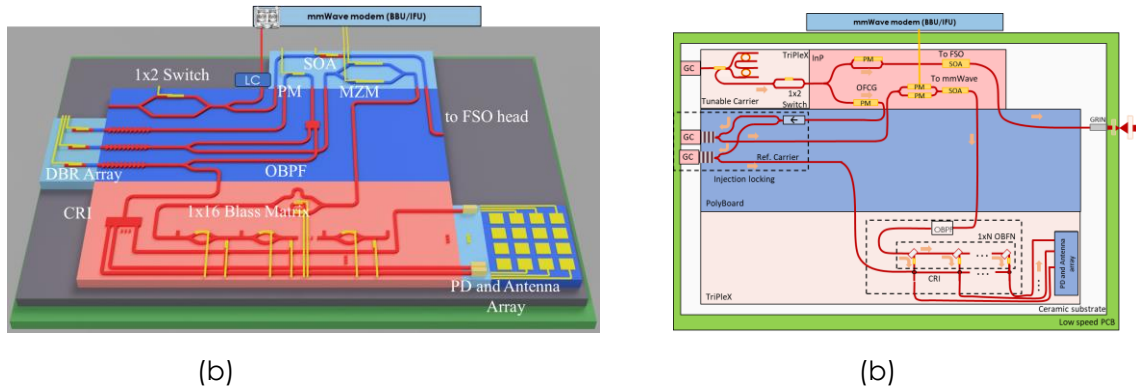 mmWave modem (BBU/IFU)
1x2 Switch
LC
SOA
PM
MZM
to FSO head
DBR Array
OBPF
CRI
1x16 Blass Matrix
PD and Antenna
Array
(b)
mmWave modem (BBU/IFU)
TriPleX
InP
To FSO
GC
PM
SOA
To mmWave
Tunable Carrier
1x2
Switch
OFCG
PM
PM
PM
SOA
GC
GC
Ref. Carrier
Injection locking
GRIN
PolyBoard
OBPF
1xN OBFN
CRI
PD and Antenna
array
TriPleX
Ceramic substrate
Low speed PCB
(b)